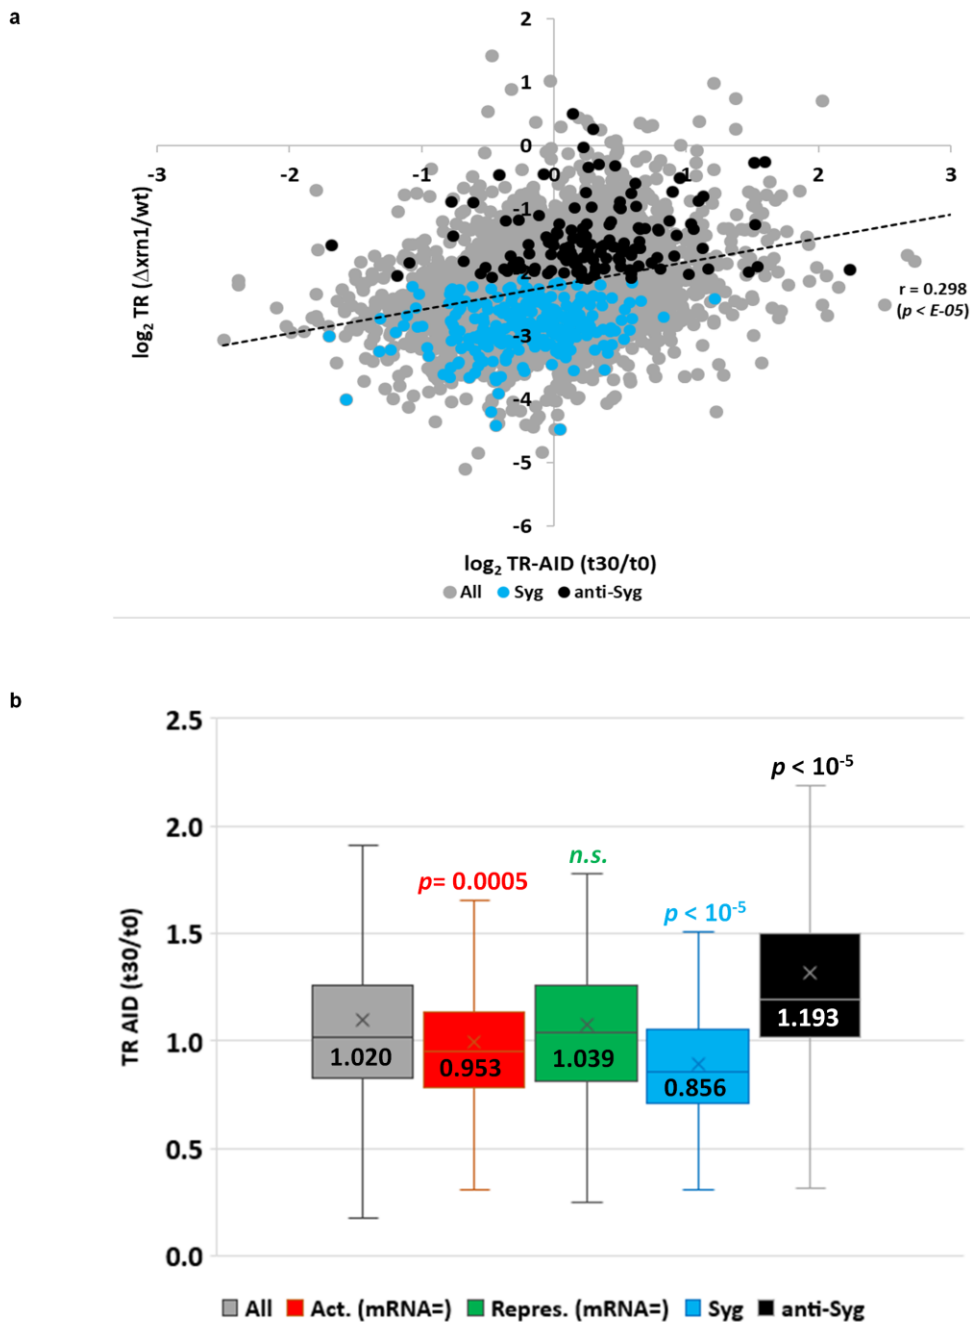 a
2
1
0
-3
-2
-1
0
1
2
3
-1
-2
-3
-4
-5
-6
log2 TR (Δxrn1/wt)
r = 0.298
(p < E-05)
log2 TR-AID (t30/t0)
All Syg anti-Syg
b
2.5
2.0
1.5
1.0
0.5
0.0
TR AID (t30/t0)
p < 10-5
n.s.
p= 0.0005
p < 10-5
1.020
0.953
1.039
0.856
1.193
All Act. (mRNA=) Repres. (mRNA=) Syg anti-Syg